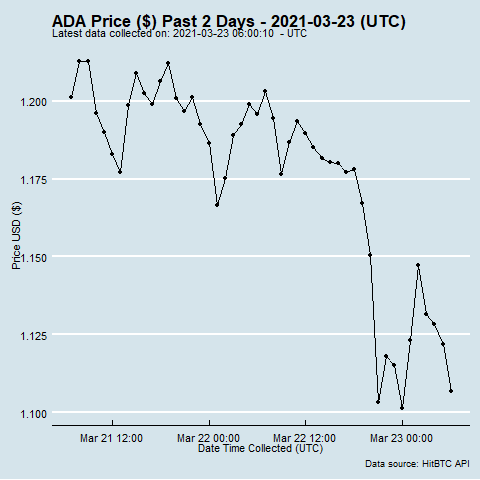 ADA Price ($) Past 2 Days - 2021-03-23 (UTC)
Latest data collected on: 2021-03-23 06:00:10 - UTC
1.200
1.175
1.150
1.125
1.100
Price USD ($)
Mar 21 12:00
Mar 22 00:00
Mar 22 12:00
Mar 23 00:00
Date Time Collected (UTC)
Data source: HitBTC API